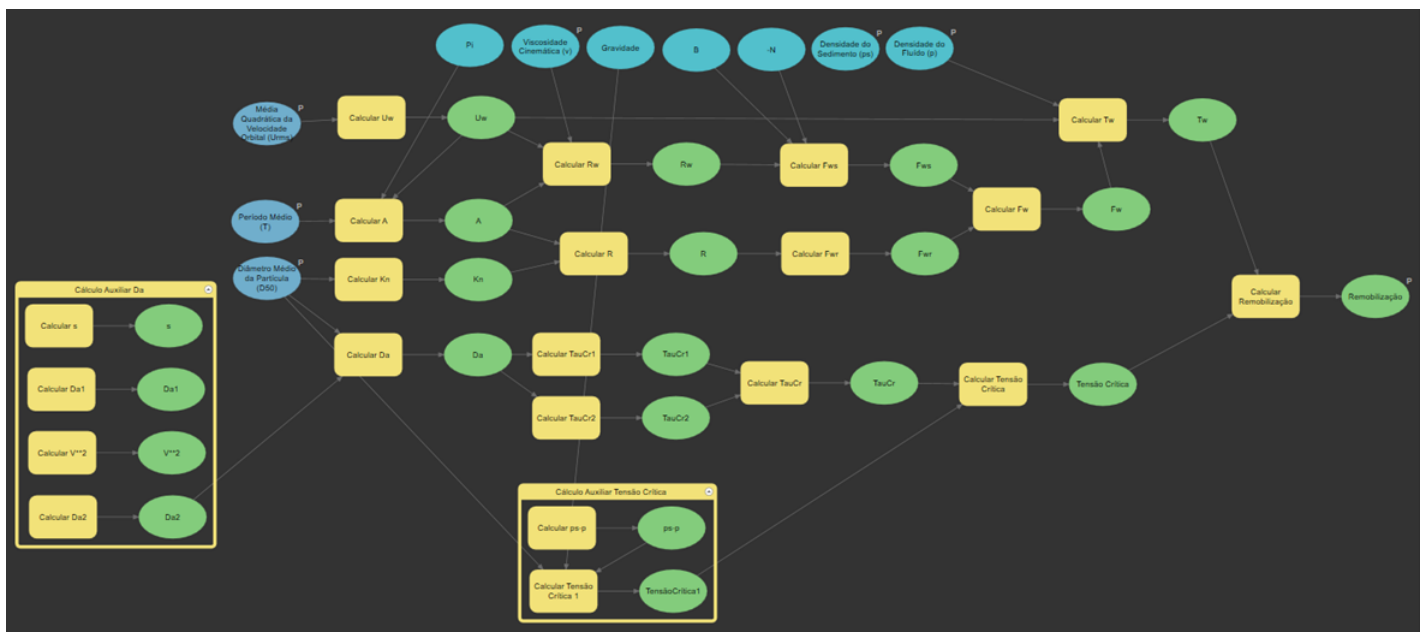 Pi
Viscosidade
Cinemática (v)
P
Gravidade
B
-N
Densidade do
Sedimento (ps)
P
Densidade do
Fluído (p)
P
Média
Quadrática da
Velocidade
Orbital (Urms)
P
Calcular Uw
Uw
Calcular Tw
Tw
Calcular Rw
Rw
Calcular Fws
Fws
Período Médio
(T)
P
Calcular A
A
Calcular Fw
Fw
Calcular R
R
Calcular Fwr
Fwr
Diâmetro Médio
da Partícula
(D50)
P
Calcular Kn
Kn
Calcular
Remobilização
Remobilização
P
Cálculo Auxiliar Da
Calcular s
s
Calcular Da1
Da1
Calcular V**2
V**2
Calcular Da2
Da2
Calcular Da
Da
Calcular TauCr1
TauCr1
Calcular TauCr2
TauCr2
Calcular TauCr
TauCr
Calcular Tensão
Crítica
Tensão Crítica
Cálculo Auxiliar Tensão Crítica
Calcular ps-p
ps-p
Calcular Tensão
Crítica 1
TensãoCrítica1